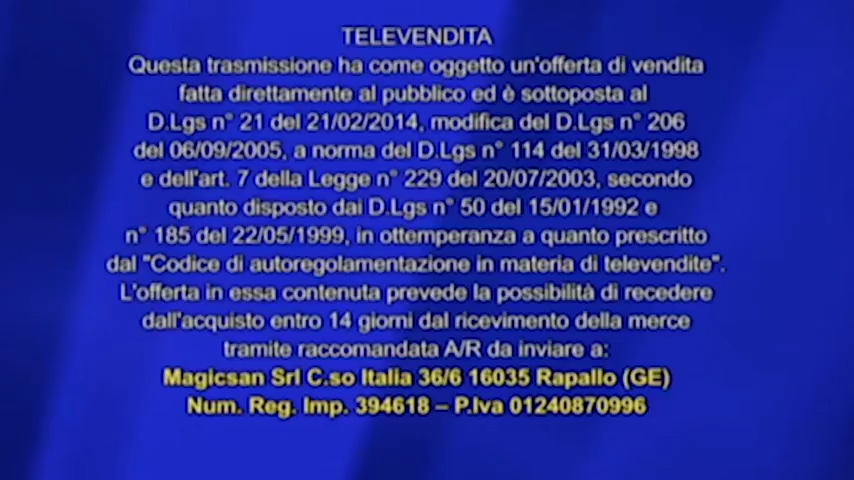 TELEVENDITA
Questa trasmissione ha come oggetto un'offerta di vendita
fatta direttamente al pubblico ed è sottoposta al
D.Lgs n° 21 del 21/02/2014, modifica del D.Lgs n° 206
del 06/09/2005, a norma del D.Lgs n° 114 del 31/03/1998
e dell'art. 7 della Legge n° 229 del 20/07/2003, secondo
quanto disposto dai D.Lgs n° 50 del 15/01/1992 e
n° 185 del 22/05/1999, in ottemperanza a quanto prescritto
dal "Codice di autoregolamentazione in materia di televendite".
L'offerta in essa contenuta prevede la possibilità di recedere
dall'acquisto entro 14 giorni dal ricevimento della merce
tramite raccomandata A/R da inviare a:
Magicsan Srl C.so Italia 36/6 16035 Rapallo (GE)
Num. Reg. Imp. 394618 – P.Iva 01240870996